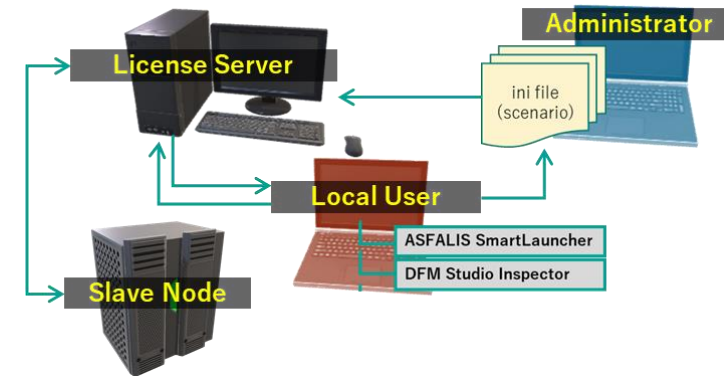 Administrator
License Server
ini file
(scenario)
Local User
ASFALIS SmartLauncher
DFM Studio Inspector
Slave Node